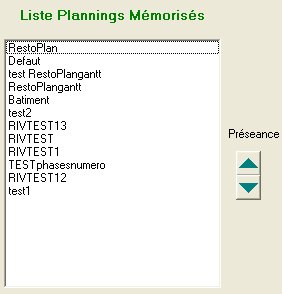 Liste Plannings Mémorisés
RestoPlan
Defaut
test RestoPlangantt
RestoPlangantt
Batiment
test2
RIVTEST13
RIVTEST
RIVTEST1
TESTphasesnumero
RIVTEST12
test1
Préseance